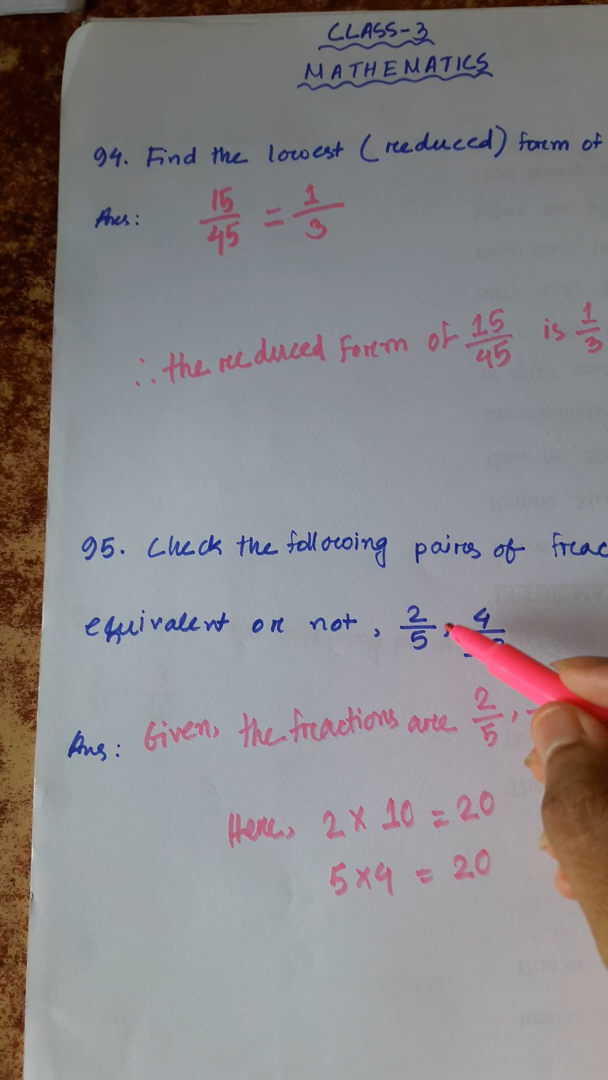 CLASS-3
MATHEMATICS
94. Find the lowest (reduced) form of
Ans: 15/45 = 1/3
∴ the reduced form of 15/45 is 1/3
95. Check the following pairs of frac
equivalent or not, 2/5, 4
Ans: Given, the fractions are 2/5,
Here, 2 × 10 = 20
5×4 = 20